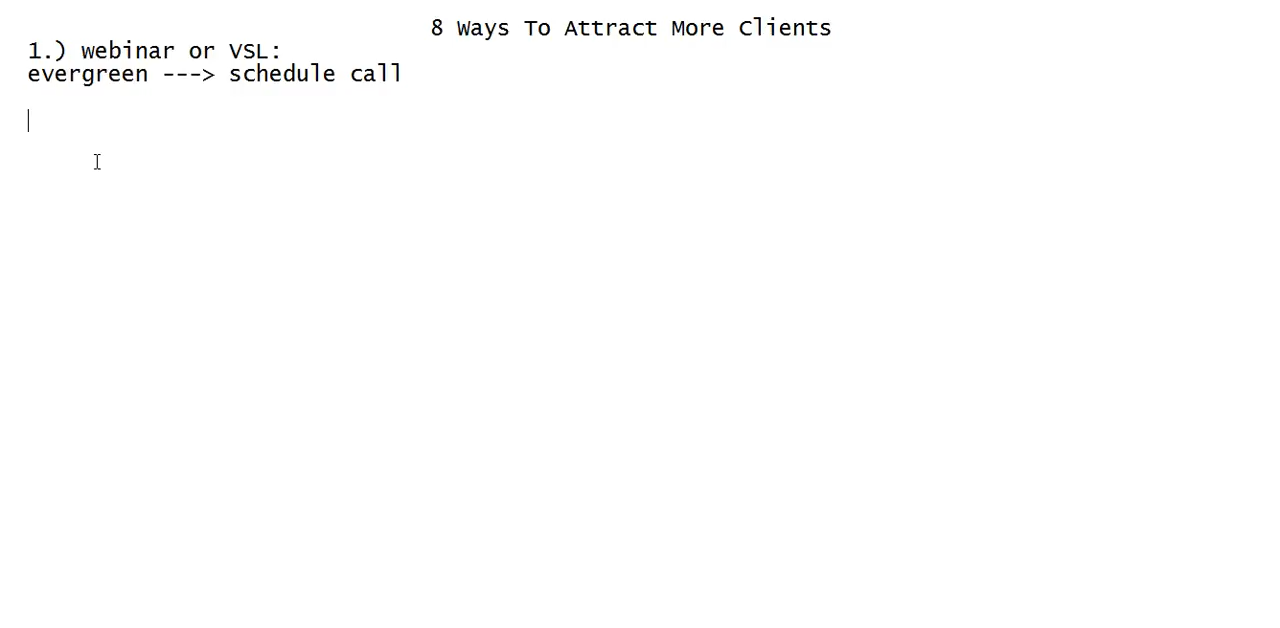 8 Ways To Attract More Clients
1.) webinar or VSL:
evergreen ---> schedule call